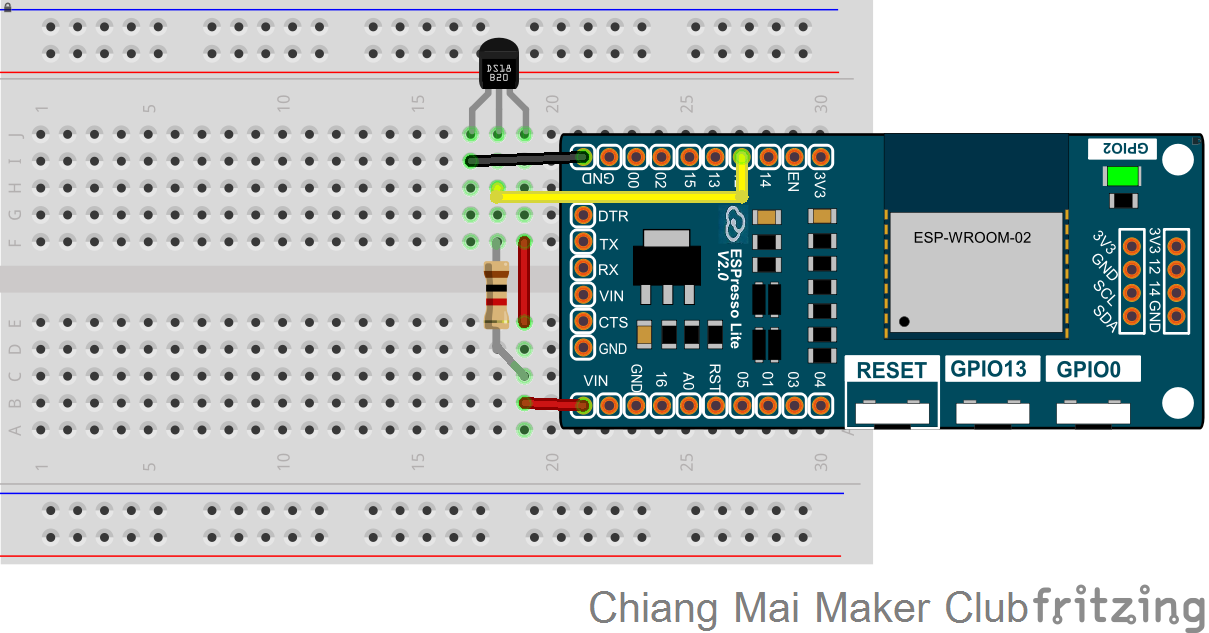 1 5 10 15 20 25 30
J
I
H
G
F
E
D
C
B
A
DS18
B20
GND 00 02 15 13 14 EN 3V3
DTR
TX
RX
VIN
CTS
GND
VIN GND 16 A0 RST 05 01 03 04
ESPresso Lite
V2.0
ESP-WROOM-02
GPIO2
3V3 GND SCL SDA
3V3 12 14 GND
RESET GPIO13 GPIO0
A
1 5 10 15 20 25 30
Chiang Mai Maker Club fritzing